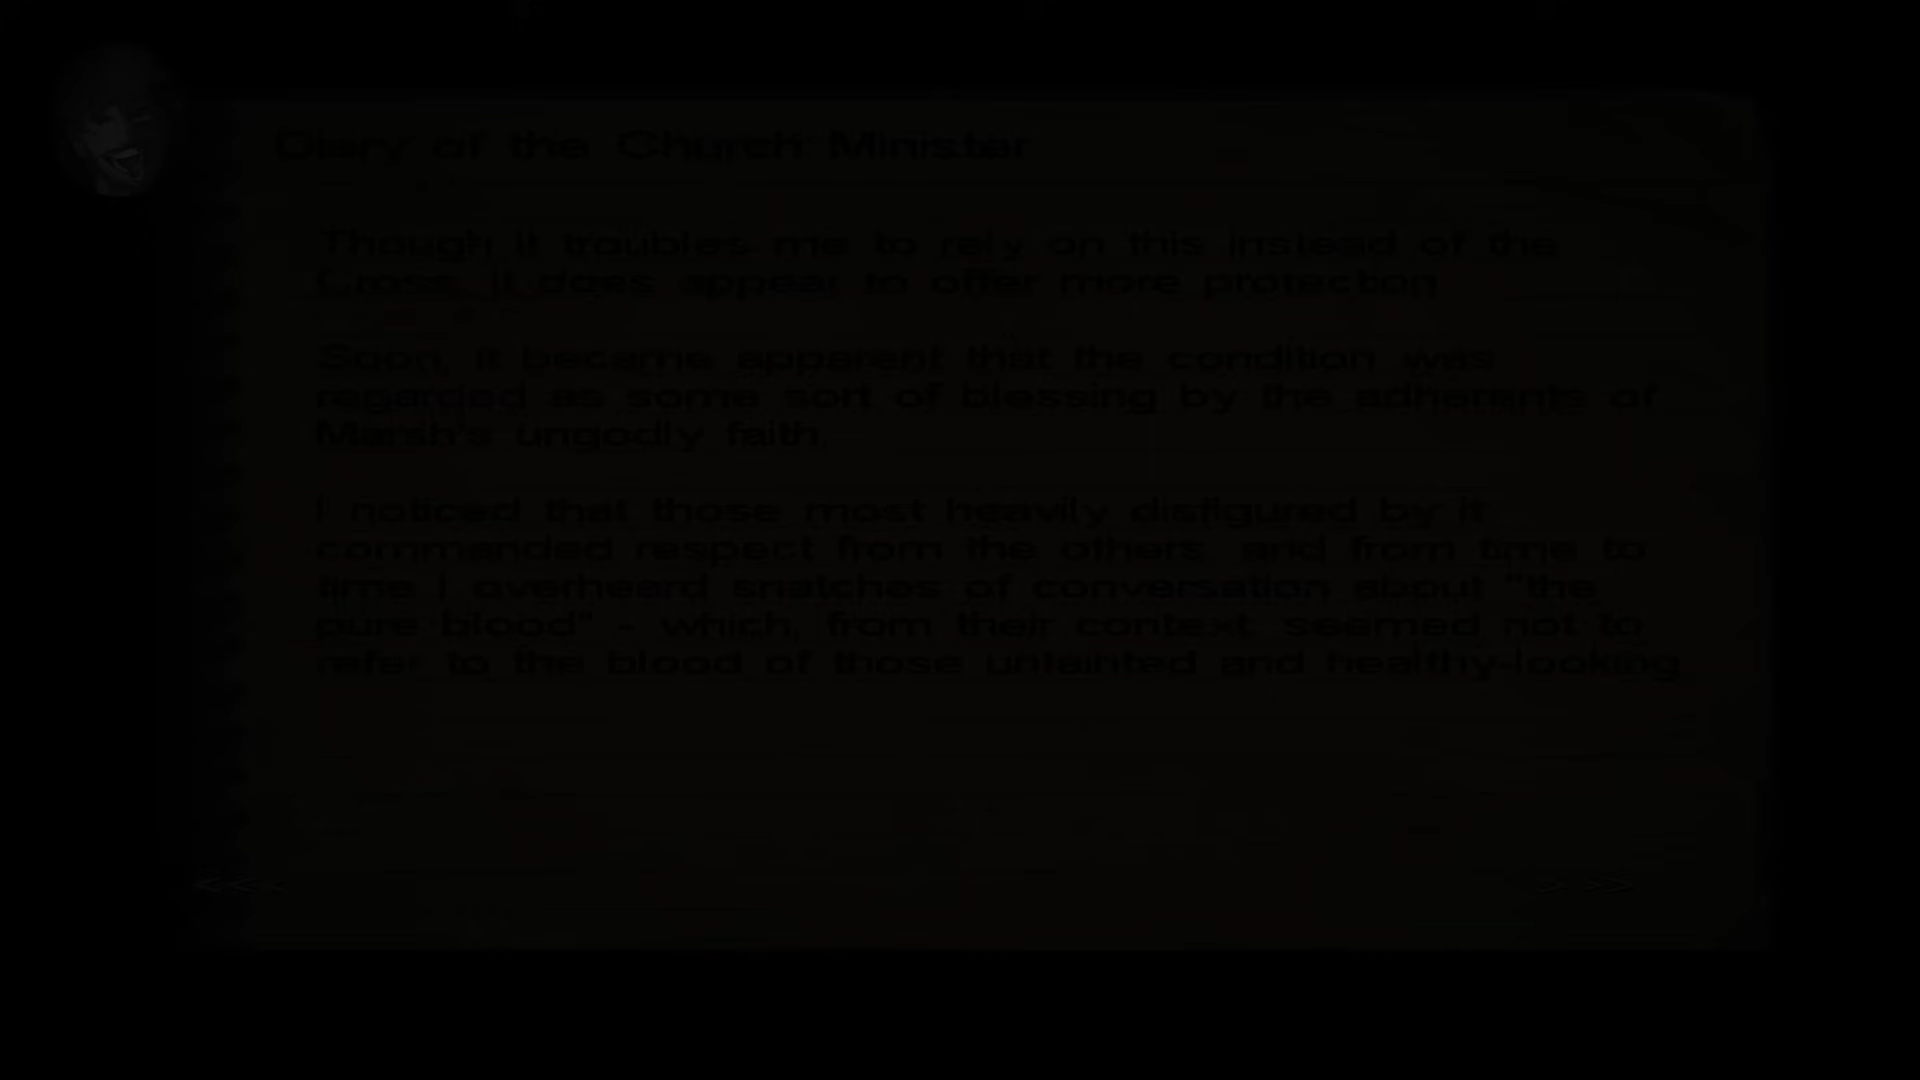 Diary of the Church Minister
Though it troubles me to rely on this instead of the
Cross, it does appear to offer more protection.
Soon, it became apparent that the condition was
regarded as some sort of blessing by the adherents of
Marsh's ungodly faith.
I noticed that those most heavily disfigured by it
commanded respect from the others, and from time to
time I overheard snatches of conversation about "the
pure blood" - which, from their context, seemed not to
refer to the blood of those untainted and healthy-looking
<<<
>>>